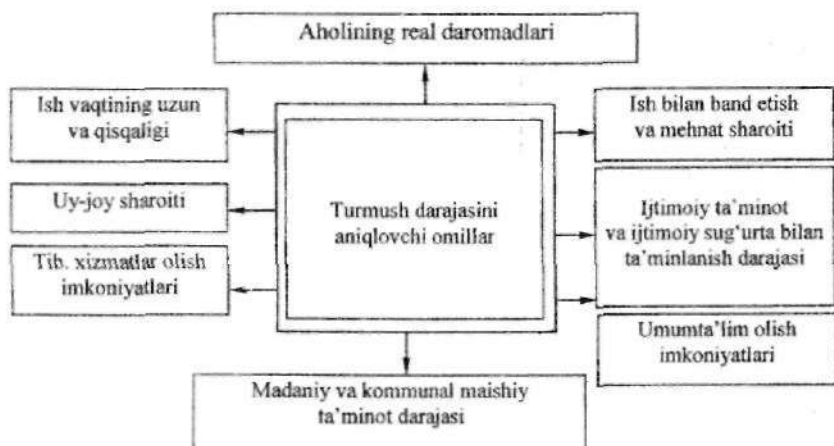 Aholining real daromadlari
Ish vaqtining uzun
va qisqaligi
Ish bilan band etish
va mehnat sharoiti
Uy-joy sharoiti
Turmush darajasini
aniqlovchi omillar
Ijtimoiy ta’minot
va ijtimoiy sug‘urta bilan
ta’minlanish darajasi
Tib. xizmatlar olish
imkoniyatlari
Umumta’lim olish
imkoniyatlari
Madaniy va kommunal maishiy
ta’minot darajasi